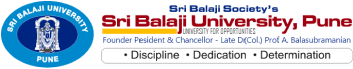 SRI BALAJI UNIVERSITY
PUNE
Sri Balaji Society's
Sri Balaji University, Pune
UNIVERSITY FOR OPPORTUNITIES
Founder President & Chancellor - Late Dr.(Col.) Prof. A. Balasubramanian
• Discipline • Dedication • Determination